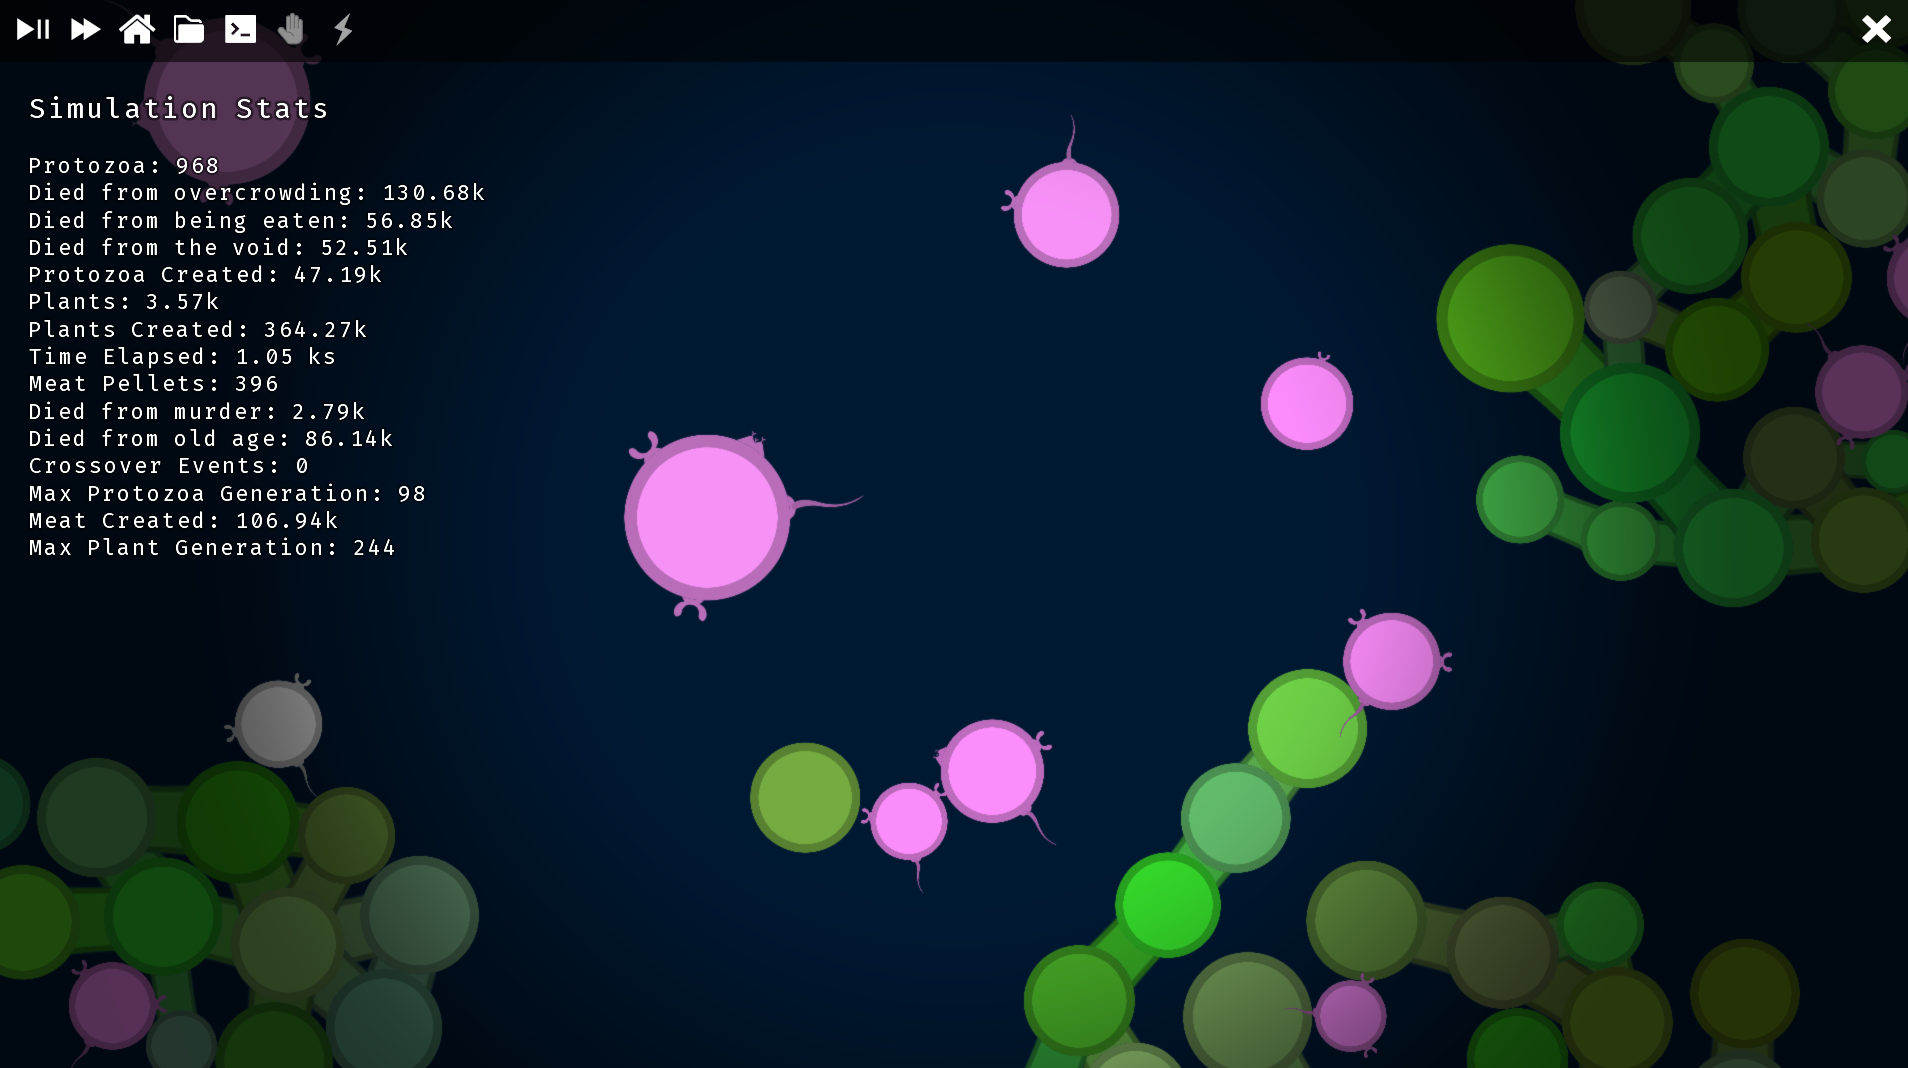 Simulation Stats
Protozoa: 968
Died from overcrowding: 130.68k
Died from being eaten: 56.85k
Died from the void: 52.51k
Protozoa Created: 47.19k
Plants: 3.57k
Plants Created: 364.27k
Time Elapsed: 1.05 ks
Meat Pellets: 396
Died from murder: 2.79k
Died from old age: 86.14k
Crossover Events: 0
Max Protozoa Generation: 98
Meat Created: 106.94k
Max Plant Generation: 244